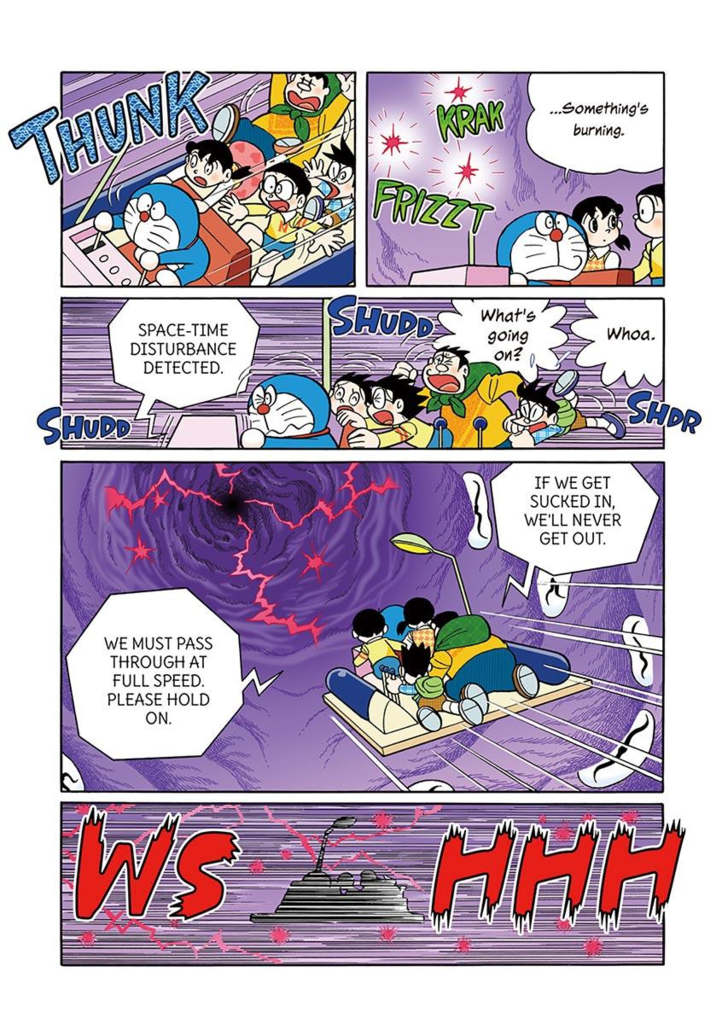 THUNK
...Something's
burning.
KRAK
FRIZZT
SPACE-TIME
DISTURBANCE
DETECTED.
SHUDD
What's
going
on?
Whoa.
SHUDD
SHDR
IF WE GET
SUCKED IN,
WE'LL NEVER
GET OUT.
WE MUST PASS
THROUGH AT
FULL SPEED.
PLEASE HOLD
ON.
WS HHH